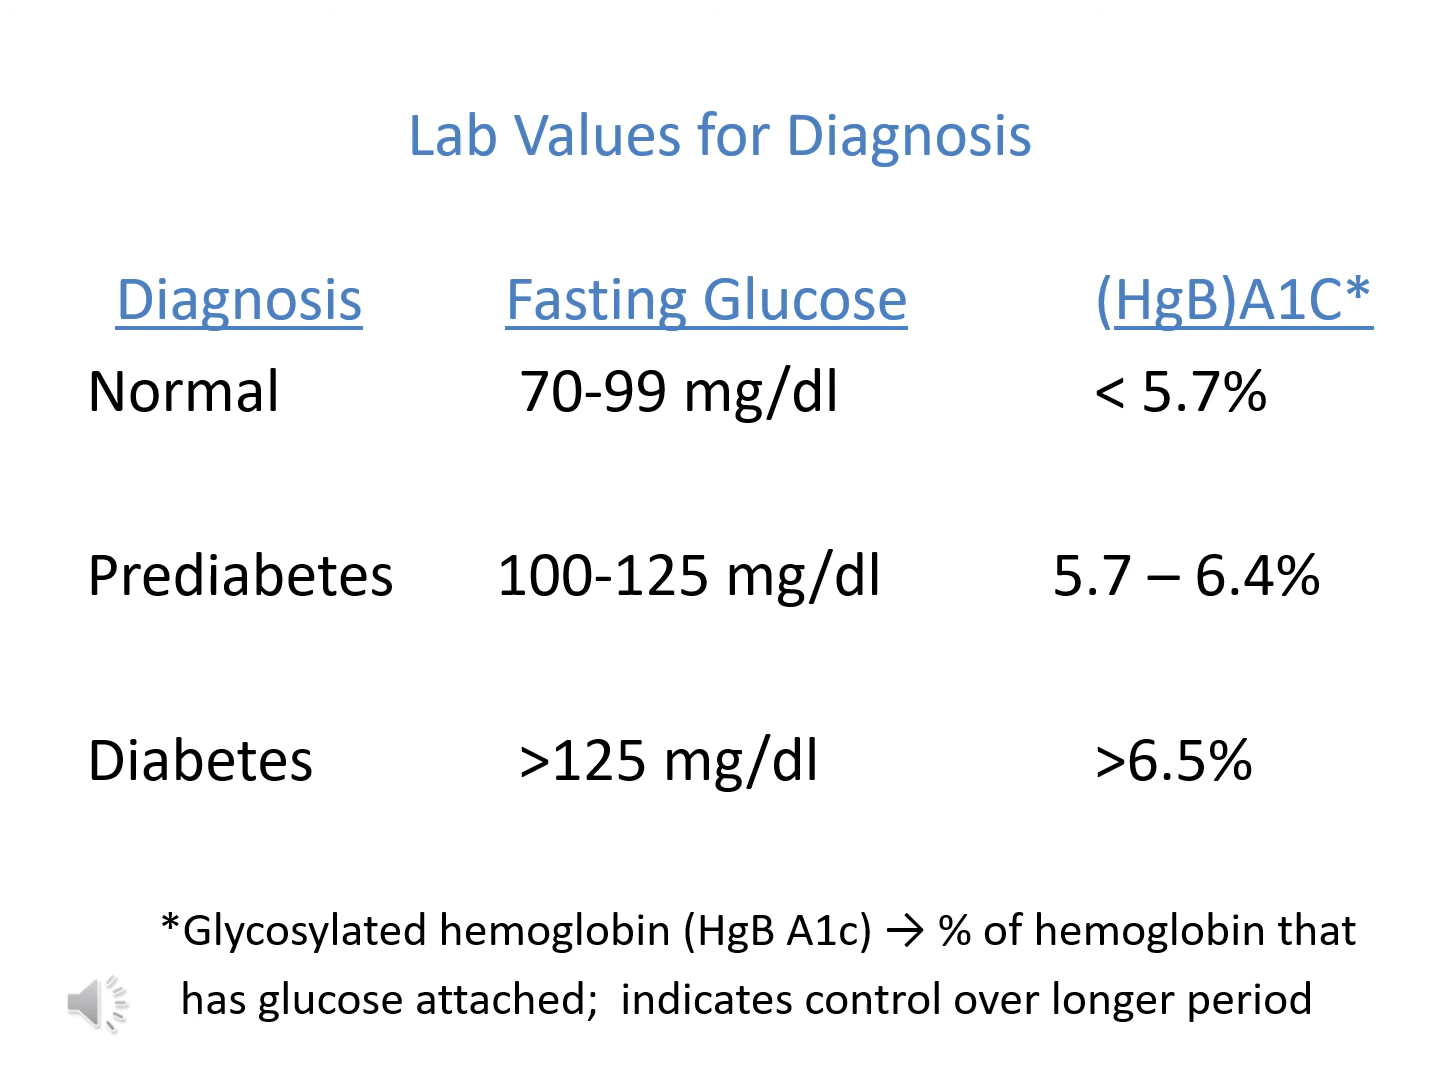 Lab Values for Diagnosis
Diagnosis Fasting Glucose (HgB)A1C*
Normal 70-99 mg/dl < 5.7%
Prediabetes 100-125 mg/dl 5.7 – 6.4%
Diabetes >125 mg/dl >6.5%
*Glycosylated hemoglobin (HgB A1c) → % of hemoglobin that
has glucose attached; indicates control over longer period